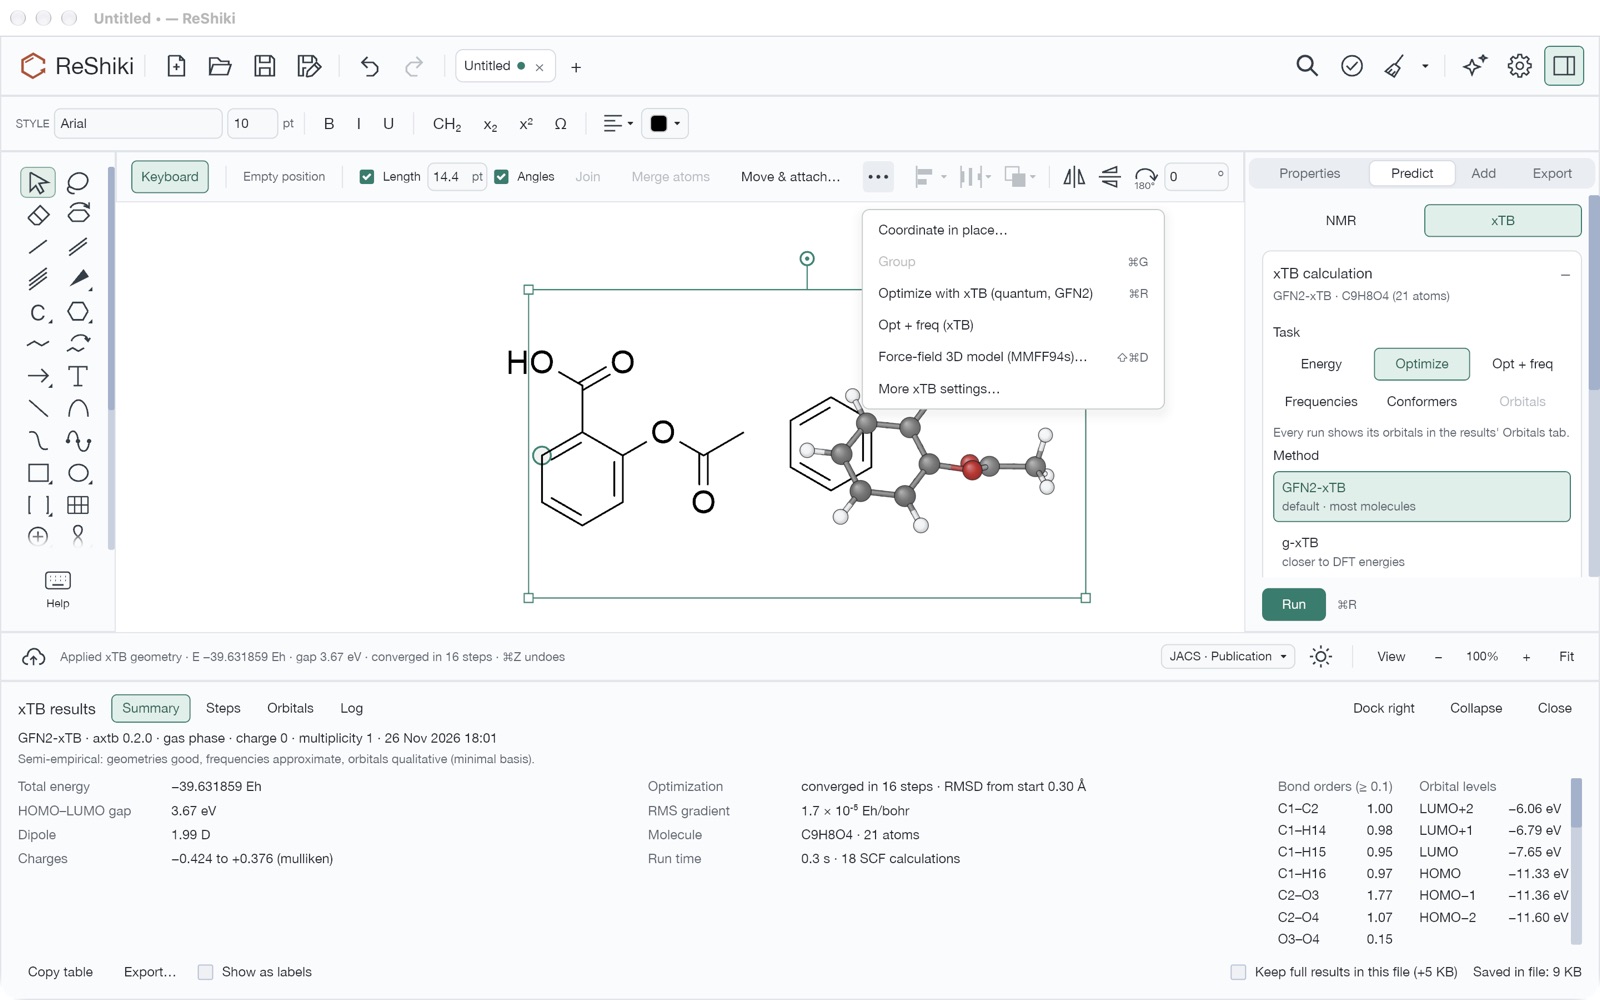 Untitled • — ReShiki
ReShiki
Untitled
STYLE Arial 10 pt B I U CH₂ x₂ x² Ω
Keyboard Empty position Length 14.4 pt Angles Join Merge atoms Move & attach... 180° 0 °
Properties Predict Add Export
NMR xTB
Coordinate in place...
Group ⌘G
Optimize with xTB (quantum, GFN2) ⌘R
Opt + freq (xTB)
Force-field 3D model (MMFF94s)... ⇧⌘D
More xTB settings...
xTB calculation
GFN2-xTB · C9H8O4 (21 atoms)
Task
Energy Optimize Opt + freq
Frequencies Conformers Orbitals
Every run shows its orbitals in the results' Orbitals tab.
Method
GFN2-xTB
default · most molecules
g-xTB
closer to DFT energies
Run ⌘R
C
T
Help
HO O
O
O
Applied xTB geometry · E −39.631859 Eh · gap 3.67 eV · converged in 16 steps · ⌘Z undoes
JACS · Publication View − 100% + Fit
xTB results Summary Steps Orbitals Log Dock right Collapse Close
GFN2-xTB · axtb 0.2.0 · gas phase · charge 0 · multiplicity 1 · 26 Nov 2026 18:01
Semi-empirical: geometries good, frequencies approximate, orbitals qualitative (minimal basis).
Total energy −39.631859 Eh
HOMO–LUMO gap 3.67 eV
Dipole 1.99 D
Charges −0.424 to +0.376 (mulliken)
Optimization converged in 16 steps · RMSD from start 0.30 Å
RMS gradient 1.7 × 10⁻⁵ Eh/bohr
Molecule C9H8O4 · 21 atoms
Run time 0.3 s · 18 SCF calculations
Bond orders (≥ 0.1)
C1–C2 1.00
C1–H14 0.98
C1–H15 0.95
C1–H16 0.97
C2–O3 1.77
C2–O4 1.07
O3–O4 0.15
Orbital levels
LUMO+2 −6.06 eV
LUMO+1 −6.79 eV
LUMO −7.65 eV
HOMO −11.33 eV
HOMO−1 −11.36 eV
HOMO−2 −11.60 eV
Copy table Export... Show as labels
Keep full results in this file (+5 KB) Saved in file: 9 KB